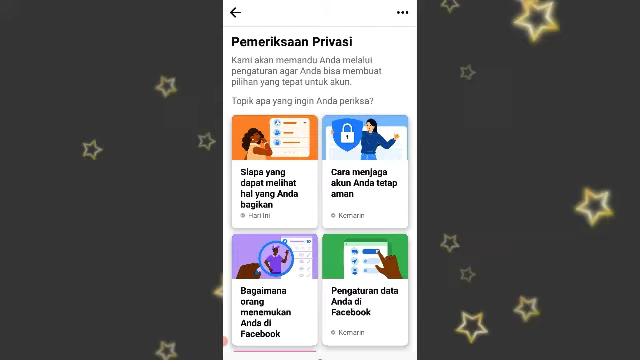 Pemeriksaan Privasi
Kami akan memandu Anda melalui
pengaturan agar Anda bisa membuat
pilihan yang tepat untuk akun.
Topik apa yang ingin Anda periksa?
Siapa yang
dapat melihat
hal yang Anda
bagikan
Hari Ini
Cara menjaga
akun Anda tetap
aman
Kemarin
Bagaimana
orang
menemukan
Anda di
Facebook
Pengaturan data
Anda di
Facebook
Kemarin